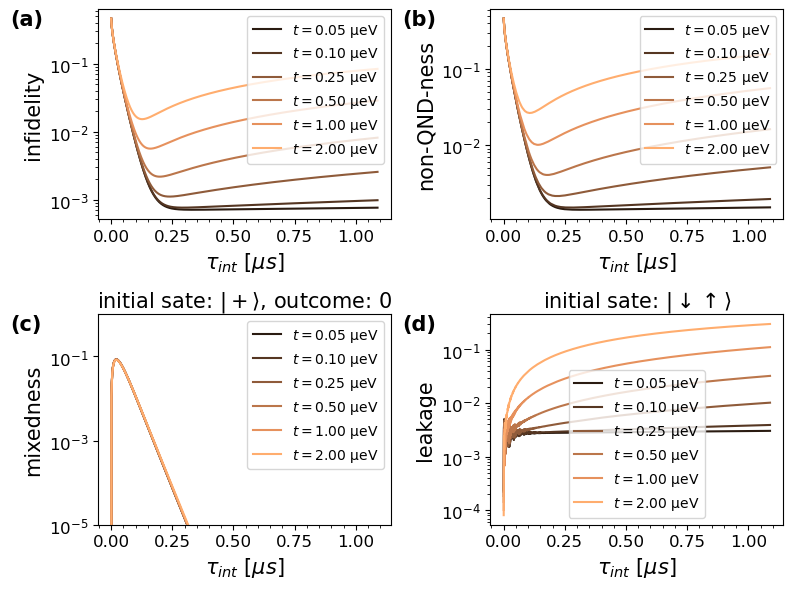 (a)
infidelity
10⁻¹
10⁻²
10⁻³
t = 0.05 µeV
t = 0.10 µeV
t = 0.25 µeV
t = 0.50 µeV
t = 1.00 µeV
t = 2.00 µeV
0.00 0.25 0.50 0.75 1.00
τ_int [μs]
(b)
non-QND-ness
10⁻¹
10⁻²
t = 0.05 µeV
t = 0.10 µeV
t = 0.25 µeV
t = 0.50 µeV
t = 1.00 µeV
t = 2.00 µeV
0.00 0.25 0.50 0.75 1.00
τ_int [μs]
initial sate: |+⟩, outcome: 0
(c)
mixedness
10⁻¹
10⁻³
10⁻⁵
t = 0.05 µeV
t = 0.10 µeV
t = 0.25 µeV
t = 0.50 µeV
t = 1.00 µeV
t = 2.00 µeV
0.00 0.25 0.50 0.75 1.00
τ_int [μs]
initial sate: |↓↑⟩
(d)
leakage
10⁻¹
10⁻²
10⁻³
10⁻⁴
t = 0.05 µeV
t = 0.10 µeV
t = 0.25 µeV
t = 0.50 µeV
t = 1.00 µeV
t = 2.00 µeV
0.00 0.25 0.50 0.75 1.00
τ_int [μs]